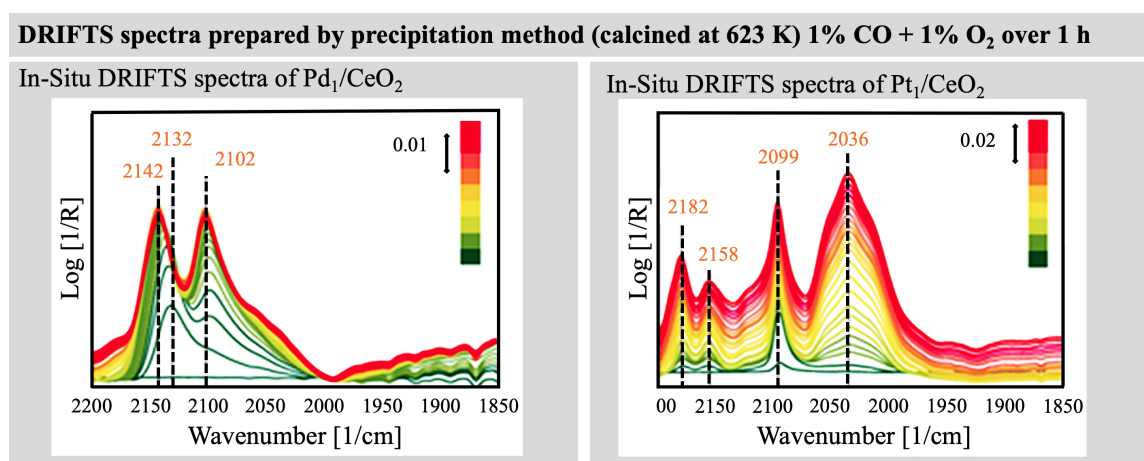 DRIFTS spectra prepared by precipitation method (calcined at 623 K) 1% CO + 1% O₂ over 1 h
In-Situ DRIFTS spectra of Pd₁/CeO₂
2132
2142
2102
0.01
Log [1/R]
2200 2150 2100 2050 2000 1950 1900 1850
Wavenumber [1/cm]
In-Situ DRIFTS spectra of Pt₁/CeO₂
2036
2099
2182
2158
0.02
Log [1/R]
00 2150 2100 2050 2000 1950 1900 1850
Wavenumber [1/cm]